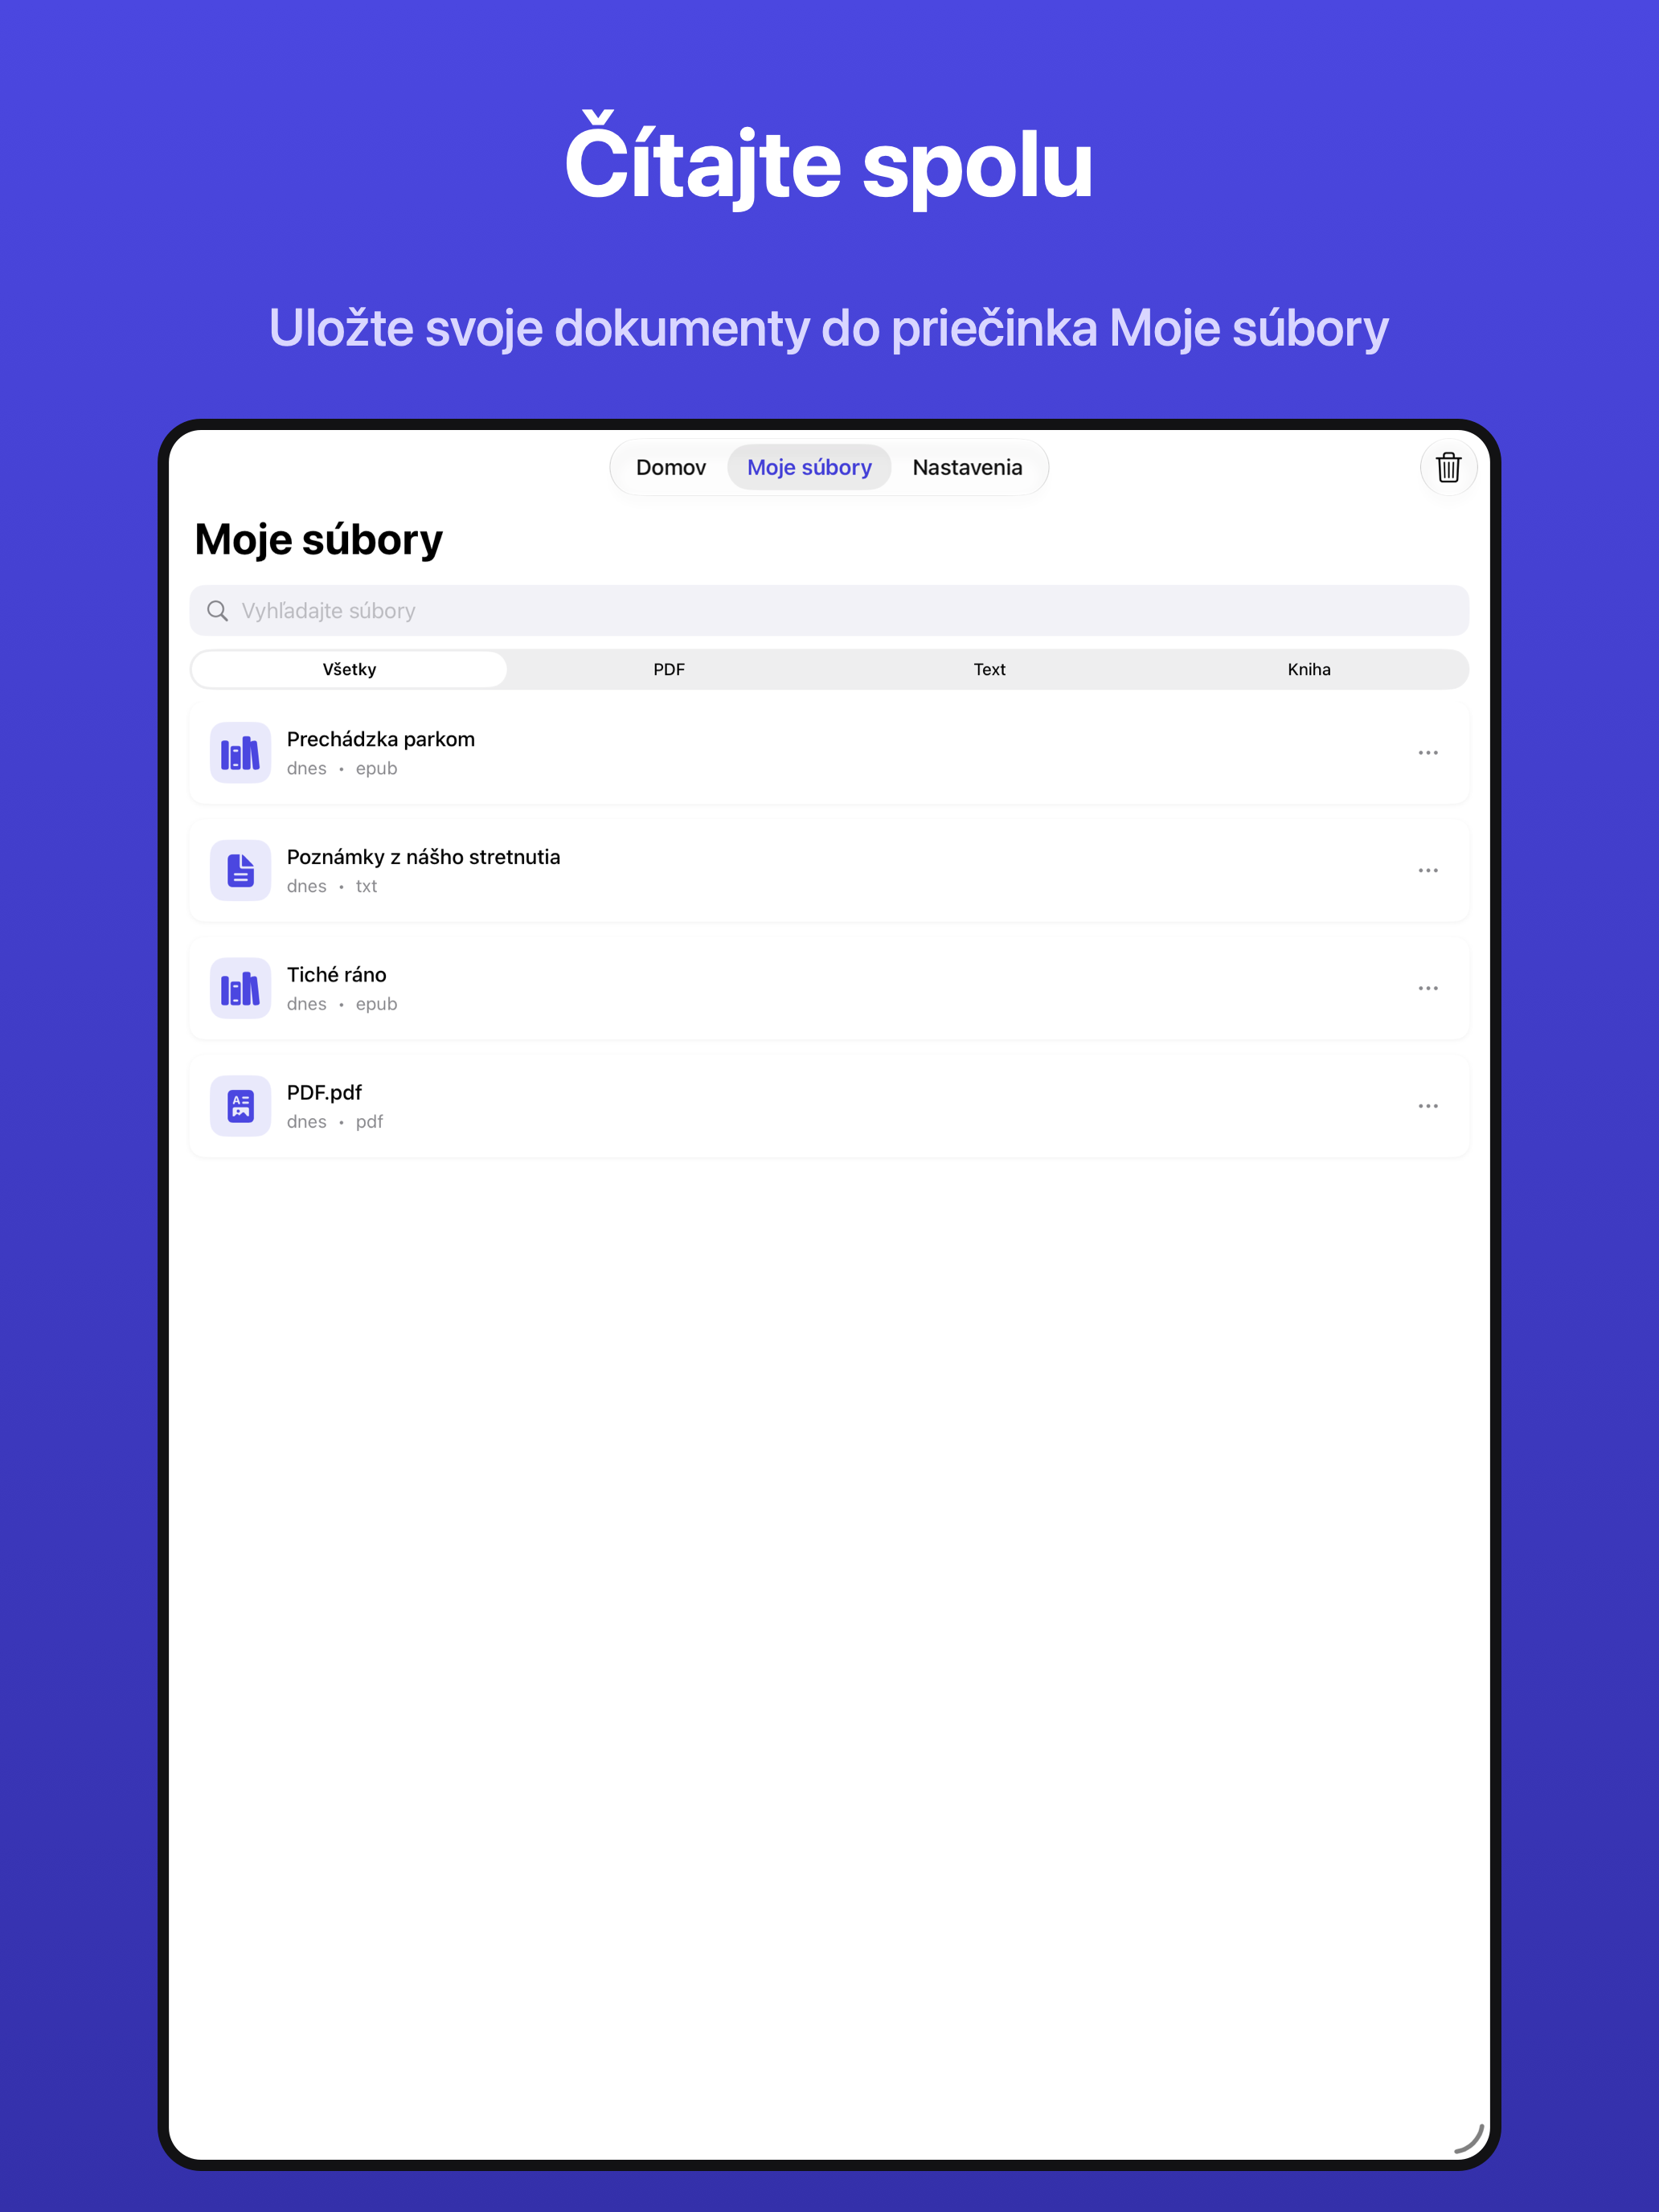 Čítajte spolu
Uložte svoje dokumenty do priečinka Moje súbory
Domov Moje súbory Nastavenia
Moje súbory
Vyhľadajte súbory
Všetky PDF Text Kniha
Prechádzka parkom
dnes • epub
Poznámky z nášho stretnutia
dnes • txt
Tiché ráno
dnes • epub
PDF.pdf
dnes • pdf